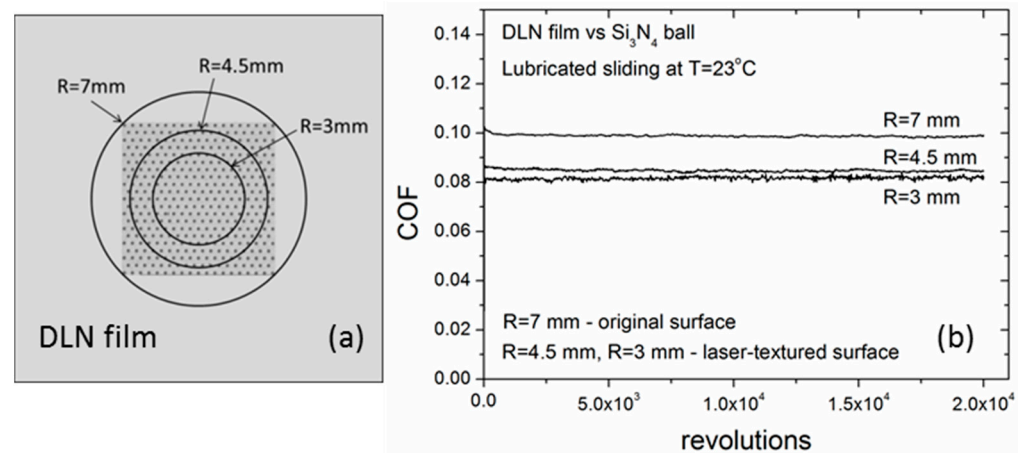 R=7mm
R=4.5mm
R=3mm
DLN film
(a)
COF
0.14
0.12
0.10
0.08
0.06
0.04
0.02
0.00
DLN film vs Si₃N₄ ball
Lubricated sliding at T=23°C
R=7 mm
R=4.5 mm
R=3 mm
R=7 mm - original surface
R=4.5 mm, R=3 mm - laser-textured surface
(b)
0.0
5.0x10³
1.0x10⁴
1.5x10⁴
2.0x10⁴
revolutions